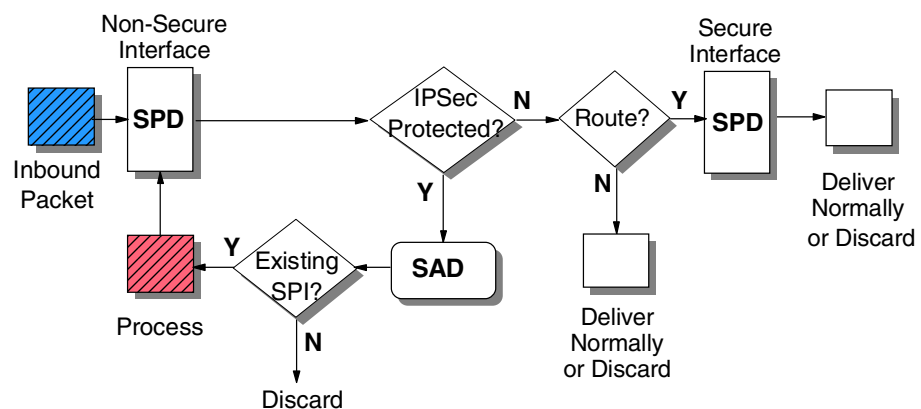 Non-Secure
Interface
Secure
Interface
SPD
IPSec
Protected?
N
Route?
Y
SPD
Inbound
Packet
Y
N
Deliver
Normally
or Discard
Y
Existing
SPI?
SAD
Process
N
Deliver
Normally
or Discard
Discard